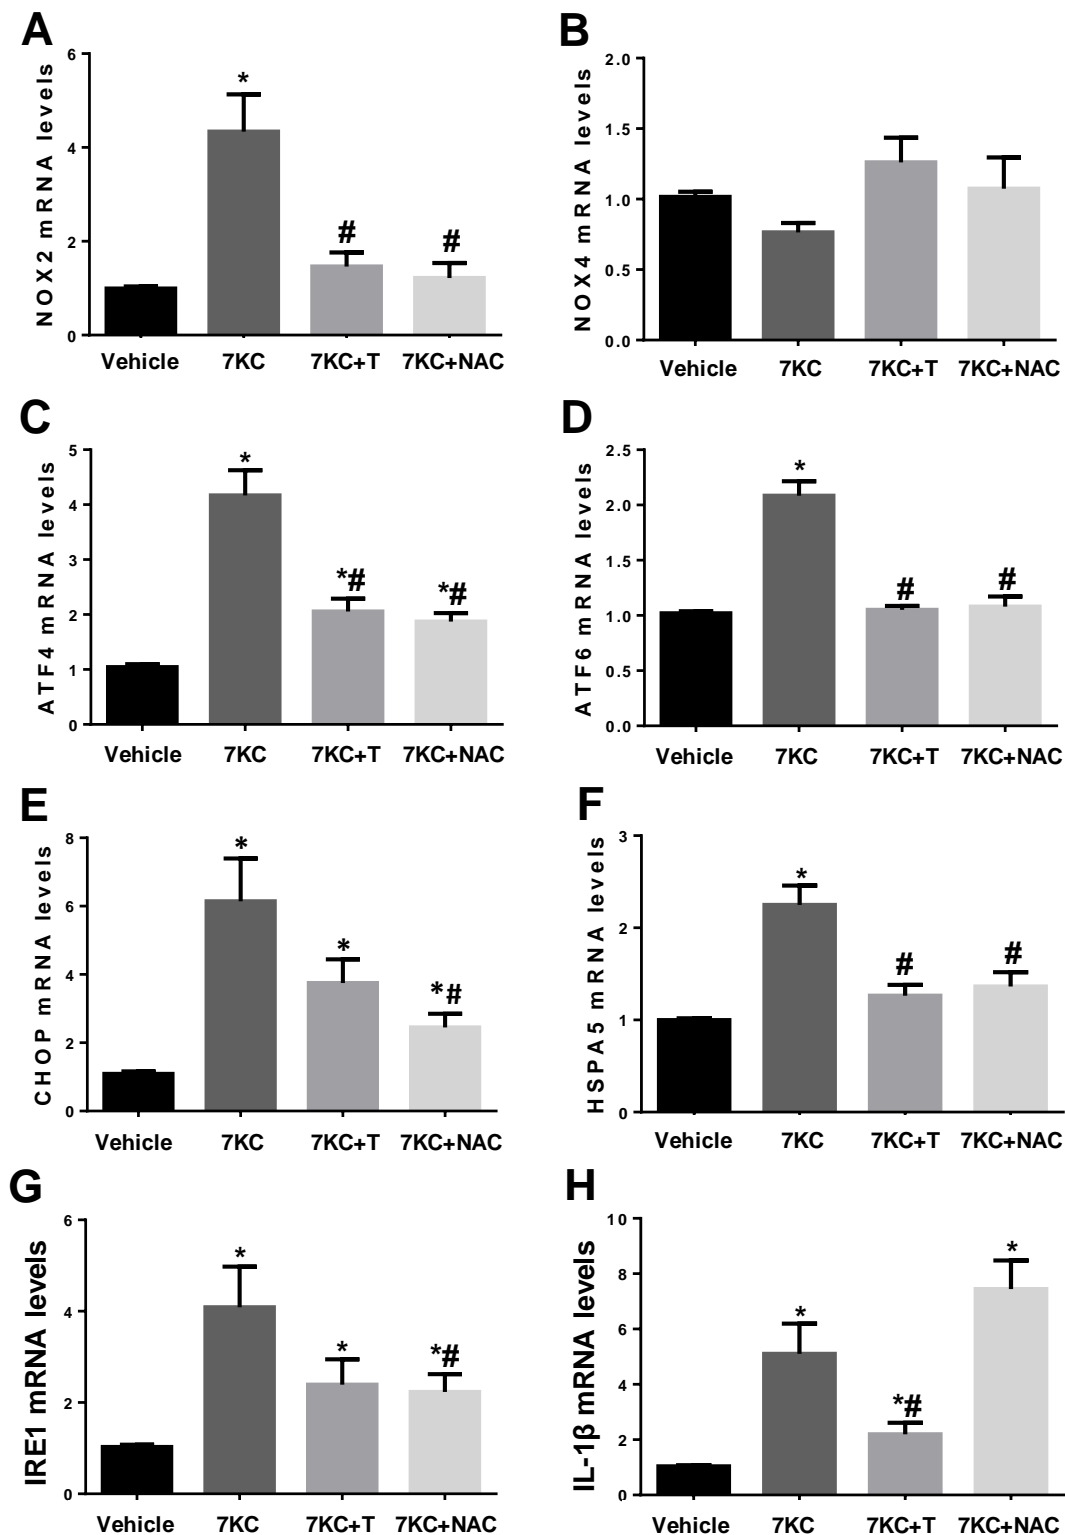 A
NOX2 mRNA levels
6
4
2
0
*
#
#
Vehicle 7KC 7KC+T 7KC+NAC
B
NOX4 mRNA levels
2.0
1.5
1.0
0.5
0.0
Vehicle 7KC 7KC+T 7KC+NAC
C
ATF4 mRNA levels
5
4
3
2
1
0
*
*#
*#
Vehicle 7KC 7KC+T 7KC+NAC
D
ATF6 mRNA levels
2.5
2.0
1.5
1.0
0.5
0.0
*
#
#
Vehicle 7KC 7KC+T 7KC+NAC
E
CHOP mRNA levels
8
6
4
2
0
*
*
*#
Vehicle 7KC 7KC+T 7KC+NAC
F
HSPA5 mRNA levels
3
2
1
0
*
#
#
Vehicle 7KC 7KC+T 7KC+NAC
G
IRE1 mRNA levels
6
4
2
0
*
*
*#
Vehicle 7KC 7KC+T 7KC+NAC
H
IL-1β mRNA levels
10
8
6
4
2
0
*
*#
*
Vehicle 7KC 7KC+T 7KC+NAC